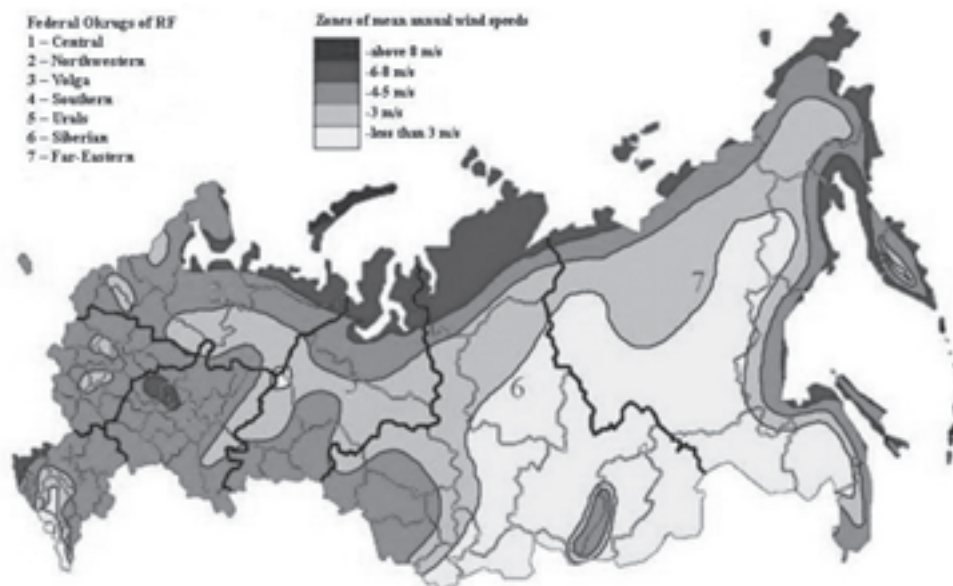 Federal Okrugs of RF
1 – Central
2 – Northwestern
3 – Volga
4 – Southern
5 – Urals
6 – Siberian
7 – Far-Eastern
Zones of mean annual wind speeds
-above 8 m/s
-6-8 m/s
-4-5 m/s
-3 m/s
-less than 3 m/s
7
6